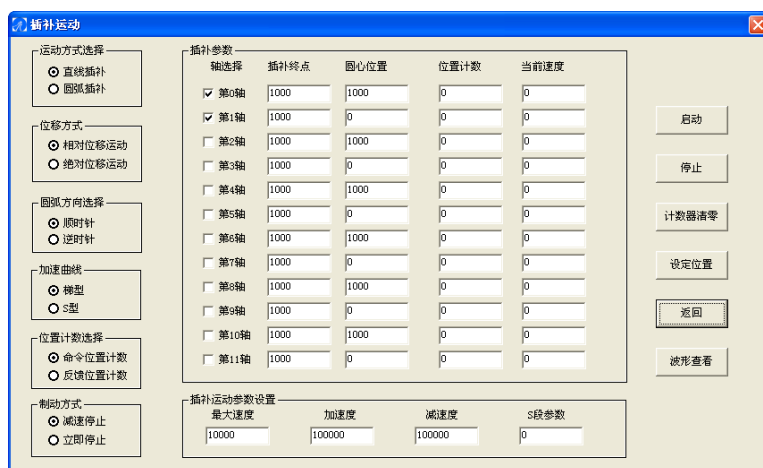 插补运动
运动方式选择
直线插补
圆弧插补
位移方式
相对位移运动
绝对位移运动
圆弧方向选择
顺时针
逆时针
加速曲线
梯型
S型
位置计数选择
命令位置计数
反馈位置计数
制动方式
减速停止
立即停止
插补参数
轴选择 插补终点 圆心位置 位置计数 当前速度
第0轴 1000 1000 0 0
第1轴 1000 0 0 0
第2轴 1000 1000 0 0
第3轴 1000 0 0 0
第4轴 1000 1000 0 0
第5轴 1000 0 0 0
第6轴 1000 1000 0 0
第7轴 1000 0 0 0
第8轴 1000 1000 0 0
第9轴 1000 0 0 0
第10轴 1000 1000 0 0
第11轴 1000 0 0 0
插补运动参数设置
最大速度 加速度 减速度 S段参数
10000 100000 100000 0
启动
停止
计数器清零
设定位置
返回
波形查看